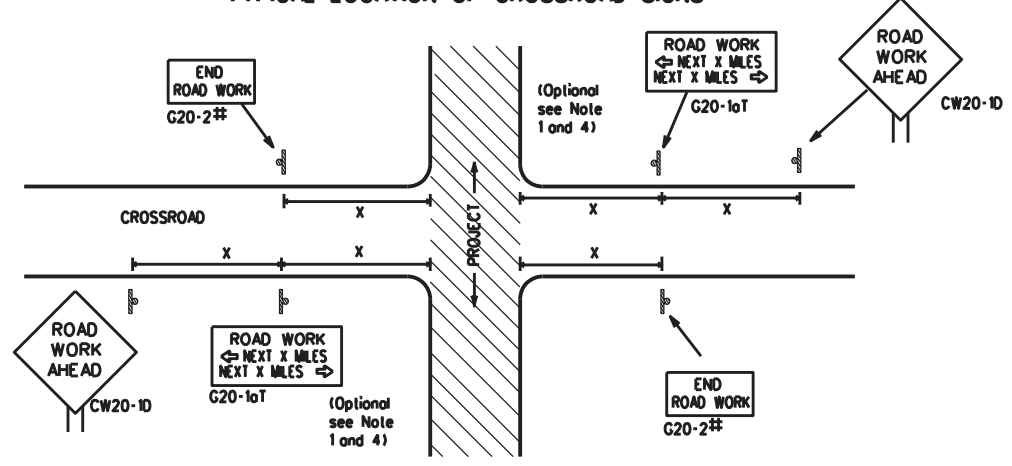 TYPICAL LOCATION OF CROSSROAD SIGNS
END
ROAD WORK
G20-2#
(Optional
see Note
1 and 4)
ROAD WORK
⇦ NEXT X MILES
NEXT X MILES ⇨
G20-1aT
ROAD
WORK
AHEAD
CW20-1D
CROSSROAD
X
X
X
PROJECT
X
X
X
ROAD
WORK
AHEAD
CW20-1D
ROAD WORK
⇦ NEXT X MILES
NEXT X MILES ⇨
G20-1aT
(Optional
see Note
1 and 4)
END
ROAD WORK
G20-2#